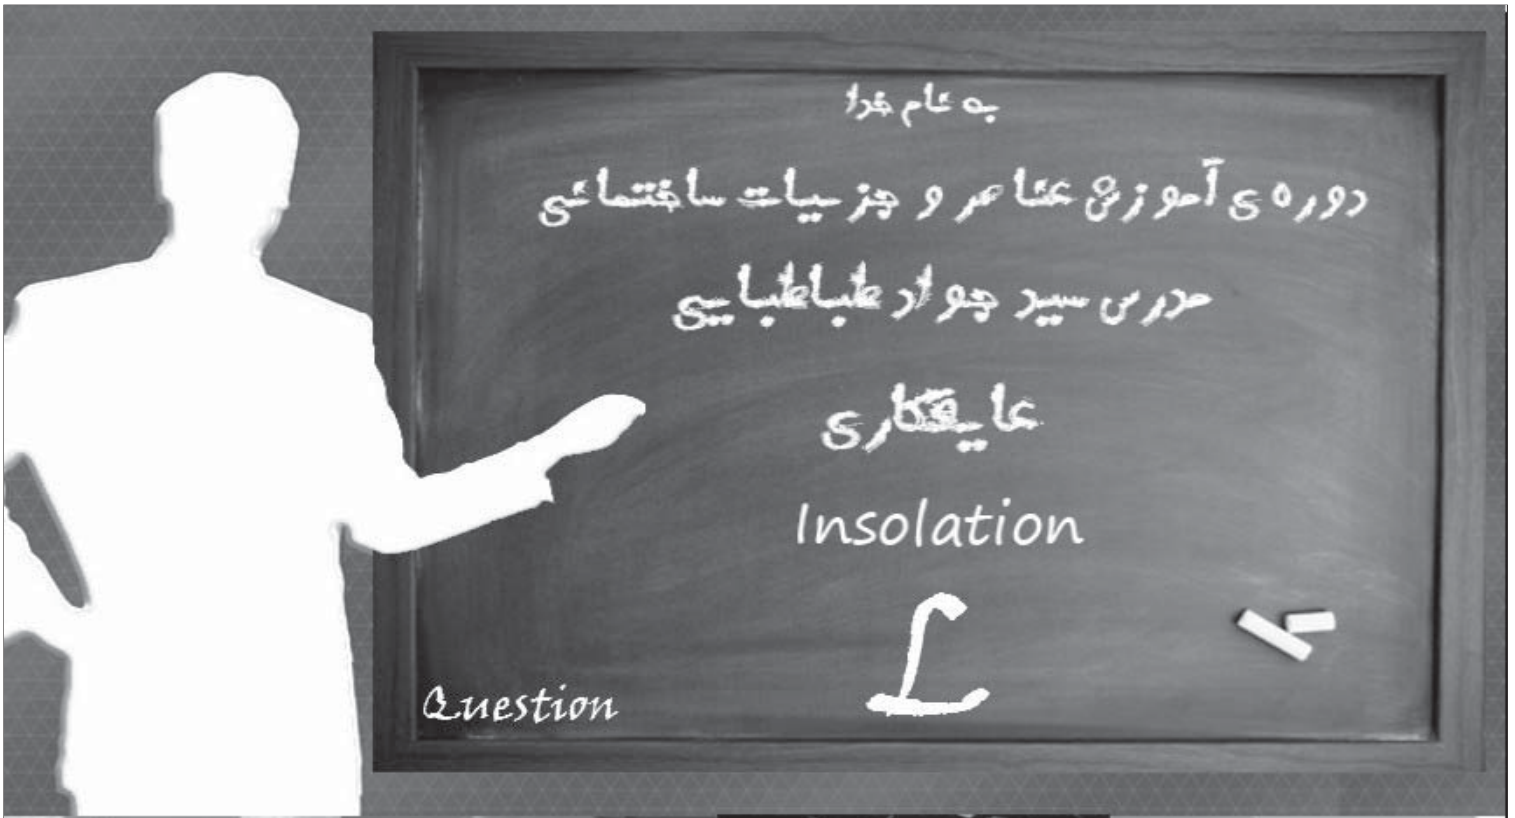 به نام خدا
دوره ی آموزش عناصر و جزییات ساختمانی
مدرس سید جواد طباطبایی
عایقکاری
Insolation
L
Question